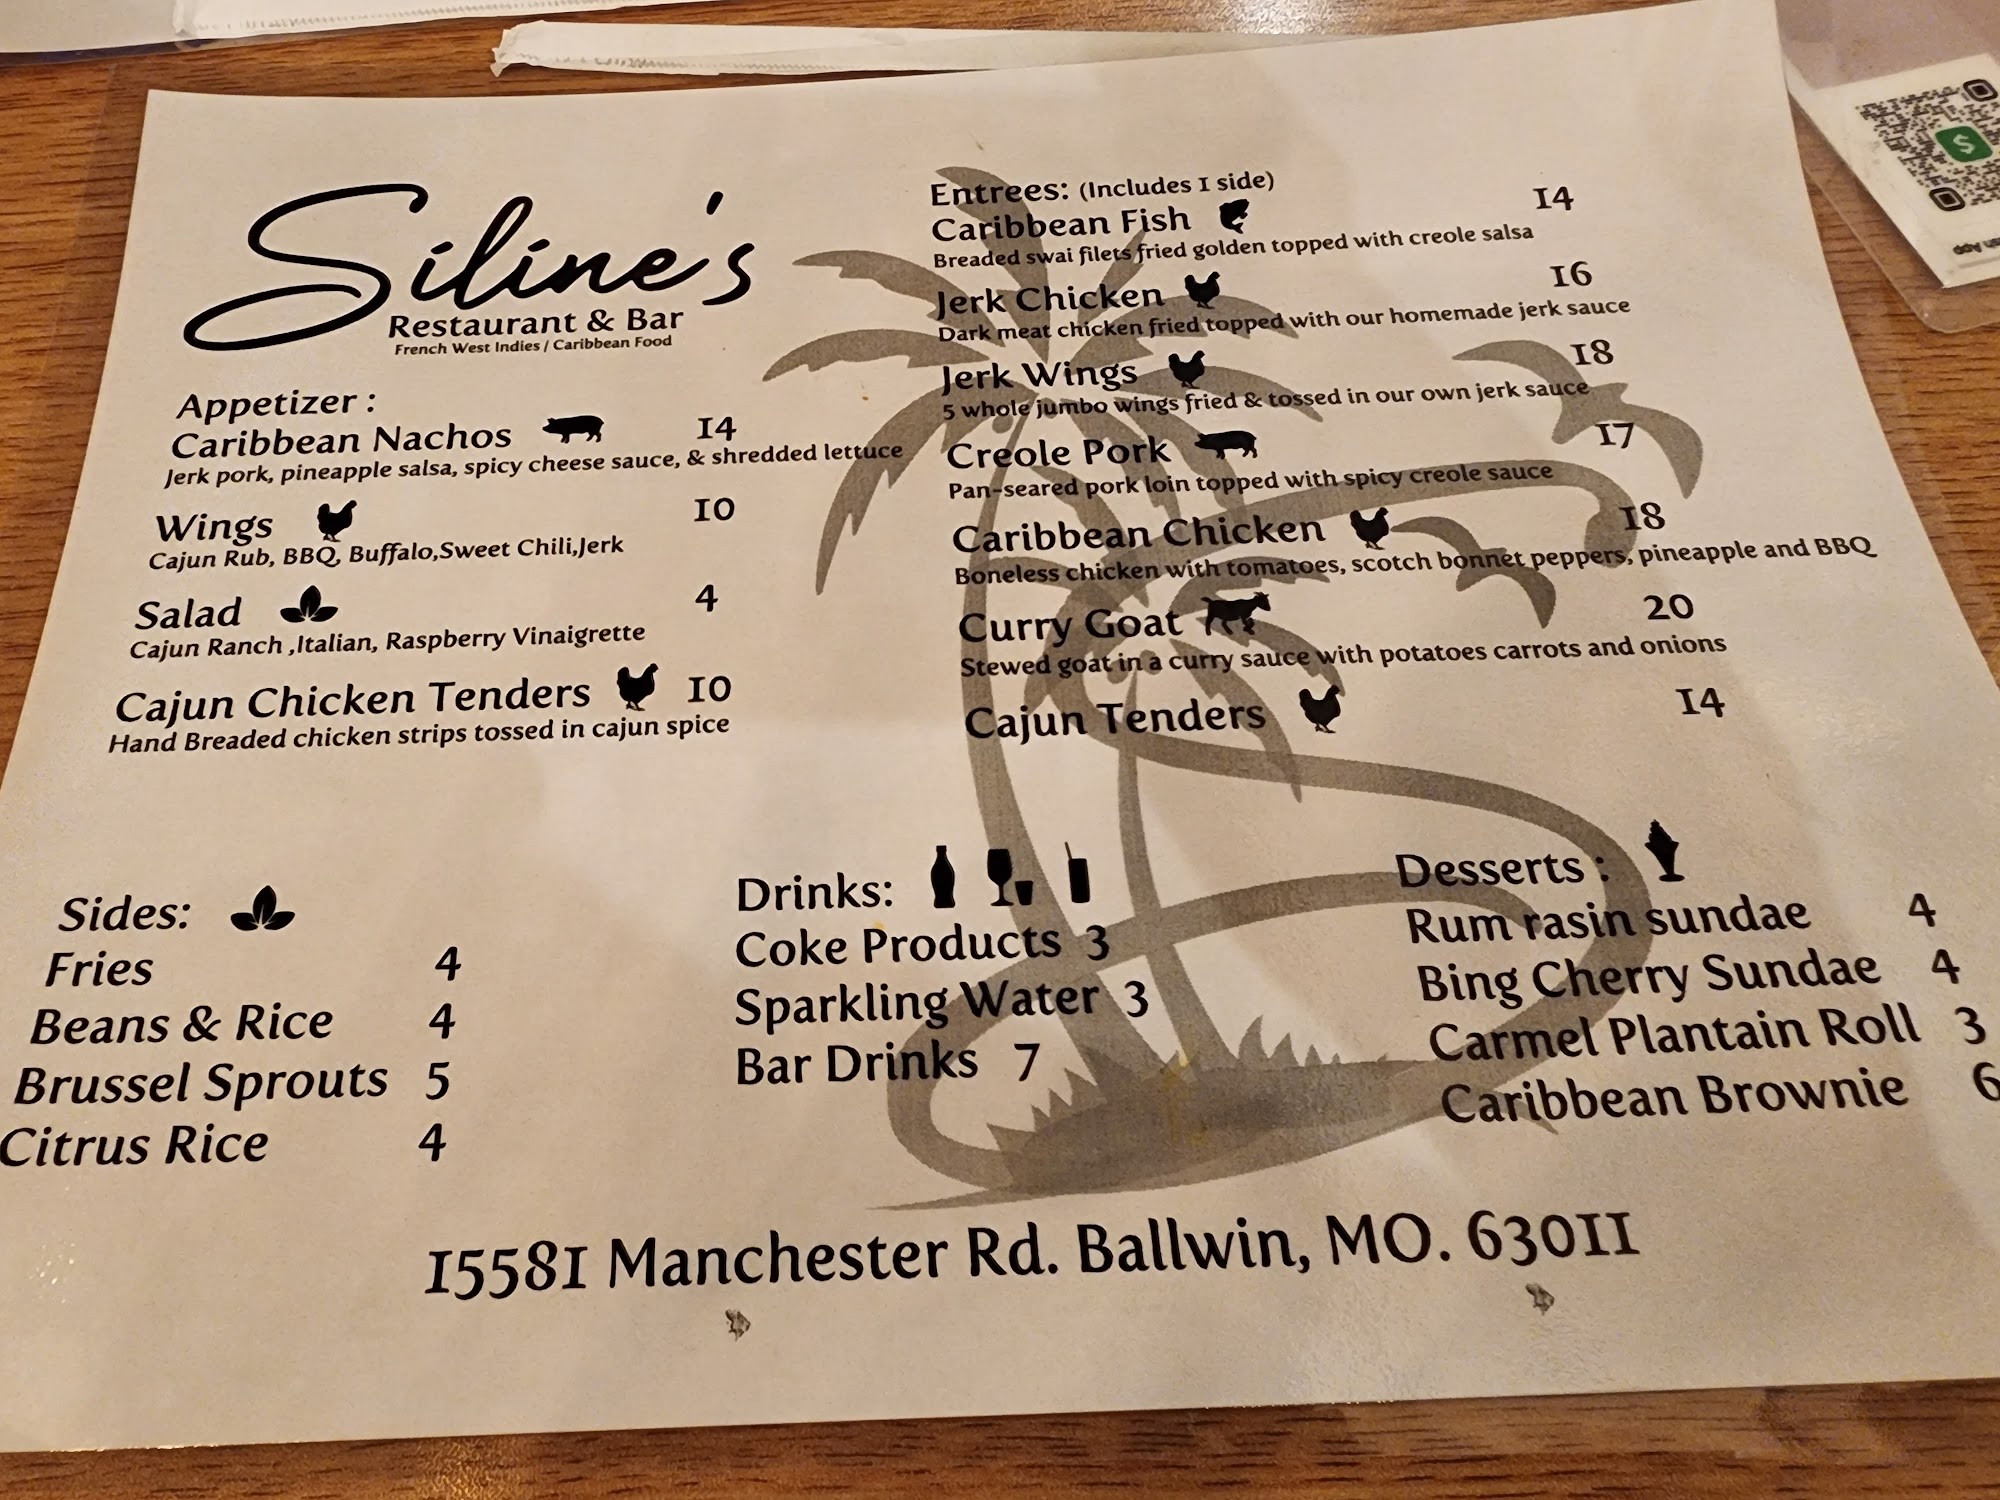 Siline's
Restaurant & Bar
French West Indies / Caribbean Food
Appetizer :
Caribbean Nachos 14
Jerk pork, pineapple salsa, spicy cheese sauce, & shredded lettuce
Wings 10
Cajun Rub, BBQ, Buffalo,Sweet Chili,Jerk
Salad 4
Cajun Ranch ,Italian, Raspberry Vinaigrette
Cajun Chicken Tenders 10
Hand Breaded chicken strips tossed in cajun spice
Entrees: (Includes 1 side)
Caribbean Fish 14
Breaded swai filets fried golden topped with creole salsa
Jerk Chicken 16
Dark meat chicken fried topped with our homemade jerk sauce
Jerk Wings 18
5 whole jumbo wings fried & tossed in our own jerk sauce
Creole Pork 17
Pan-seared pork loin topped with spicy creole sauce
Caribbean Chicken 18
Boneless chicken with tomatoes, scotch bonnet peppers, pineapple and BBQ
Curry Goat 20
Stewed goat in a curry sauce with potatoes carrots and onions
Cajun Tenders 14
Sides:
Fries 4
Beans & Rice 4
Brussel Sprouts 5
Citrus Rice 4
Drinks:
Coke Products 3
Sparkling Water 3
Bar Drinks 7
Desserts :
Rum rasin sundae 4
Bing Cherry Sundae 4
Carmel Plantain Roll 3
Caribbean Brownie 6
15581 Manchester Rd. Ballwin, MO. 63011
$